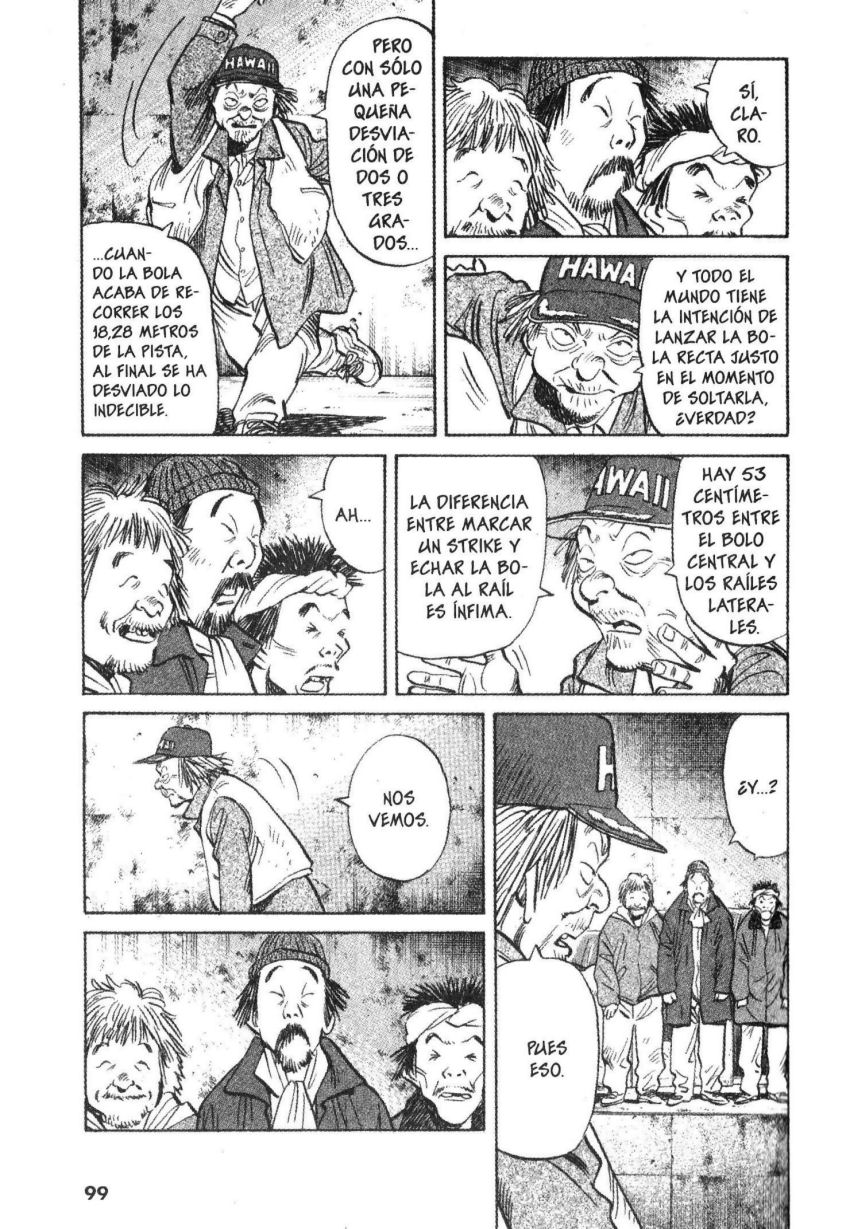 SÍ,
CLA-
RO.
Y TODO EL
MUNDO TIENE
LA INTENCIÓN DE
LANZAR LA BO-
LA RECTA JUSTO
EN EL MOMENTO
DE SOLTARLA,
¿VERDAD?
HAWA
PERO
CON SÓLO
UNA PE-
QUEÑA
DESVIA-
CIÓN DE
DOS O
TRES
GRA-
DOS...
HAWAII
...CUAN-
DO LA BOLA
ACABA DE RE-
CORRER LOS
18,28 METROS
DE LA PISTA,
AL FINAL SE HA
DESVIADO LO
INDECIBLE.
HAY 53
CENTÍME-
TROS ENTRE
EL BOLO
CENTRAL Y
LOS RAÍLES
LATERA-
LES.
AWAII
LA DIFERENCIA
ENTRE MARCAR
UN STRIKE Y
ECHAR LA BO-
LA AL RAÍL
ES ÍNFIMA.
AH...
¿Y...?
H
PUES
ESO.
NOS
VEMOS.
WAII
99